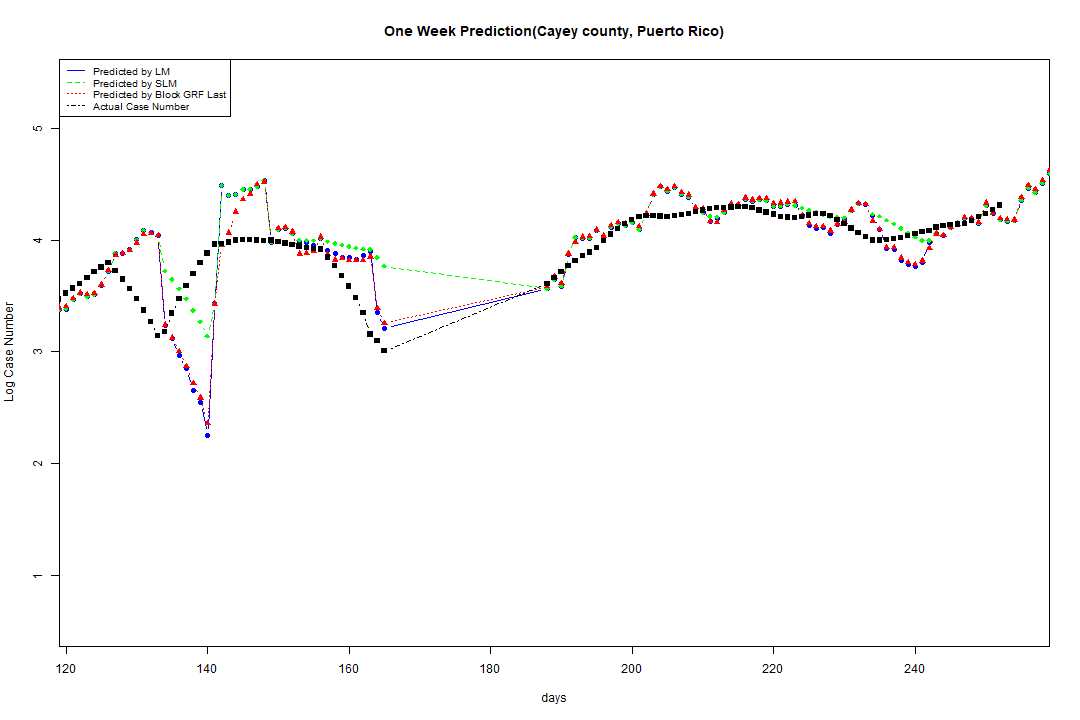 One Week Prediction(Cayey county, Puerto Rico)
Predicted by LM
Predicted by SLM
Predicted by Block GRF Last
Actual Case Number
5
4
3
2
1
Log Case Number
120 140 160 180 200 220 240
days